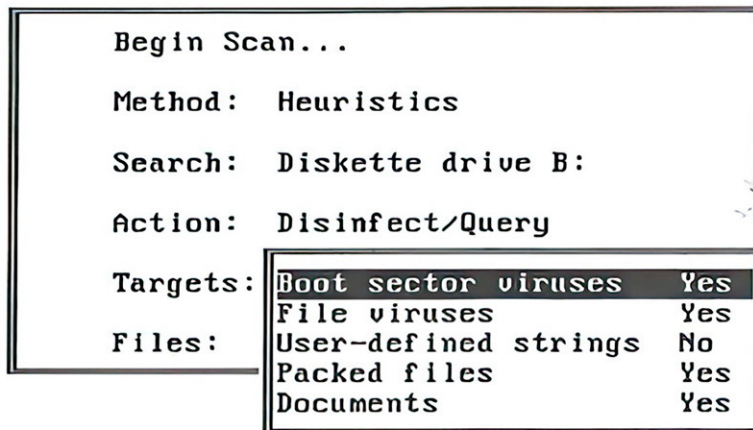 Begin Scan...
Method: Heuristics
Search: Diskette drive B:
Action: Disinfect/Query
Targets:
Boot sector viruses Yes
File viruses Yes
User-defined strings No
Packed files Yes
Documents Yes
Files: